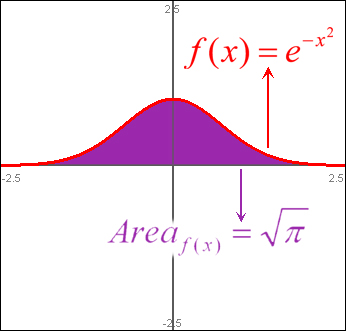 2.5
f(x) = e^{-x^2}
-2.5 2.5
Area_{f(x)} = √π
-2.5